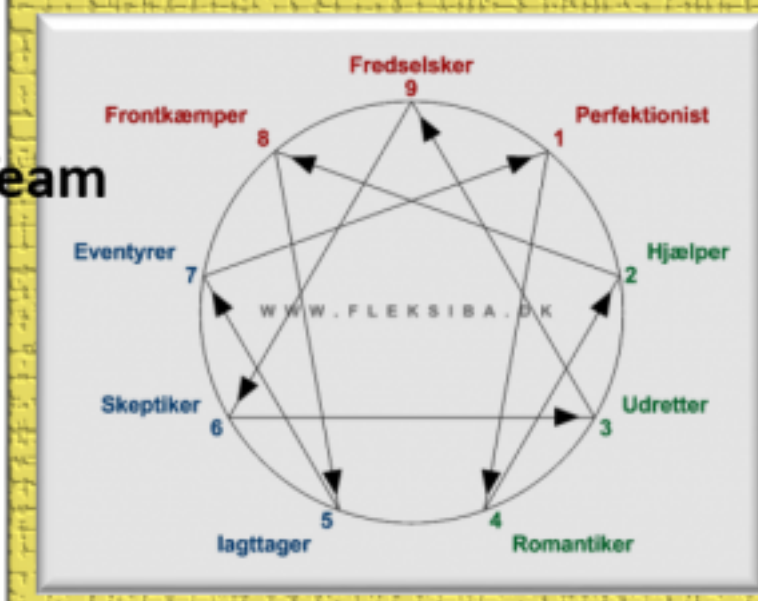 Fredselsker
9
Frontkæmper
8
Perfektionist
1
eam
Eventyrer
7
Hjælper
2
WWW.FLEKSIBA.DK
Skeptiker
6
Udretter
3
5
Iagttager
4
Romantiker